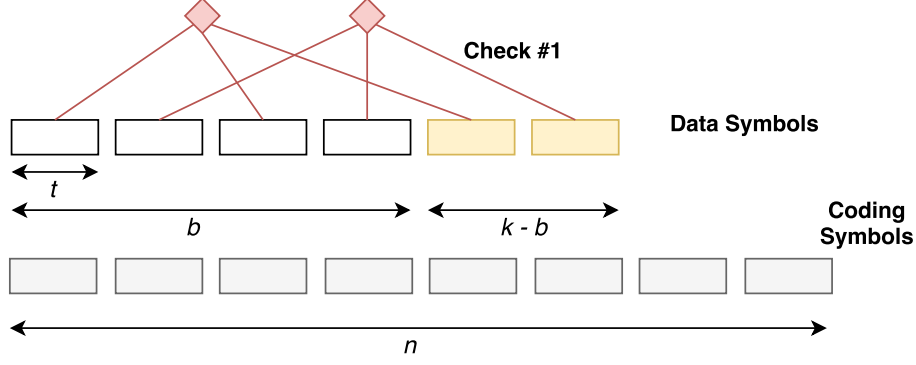 Check #1
Data Symbols
t
b
k - b
Coding
Symbols
n